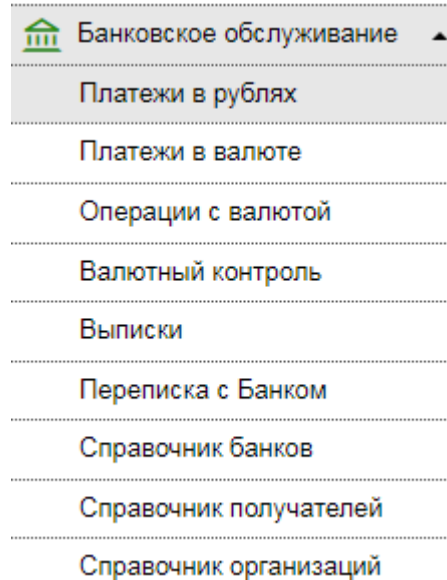 Банковское обслуживание
Платежи в рублях
Платежи в валюте
Операции с валютой
Валютный контроль
Выписки
Переписка с Банком
Справочник банков
Справочник получателей
Справочник организаций